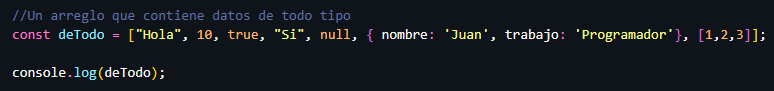 //Un arreglo que contiene datos de todo tipo
const deTodo = ["Hola", 10, true, "Si", null, { nombre: 'Juan', trabajo: 'Programador'}, [1,2,3]];
console.log(deTodo);